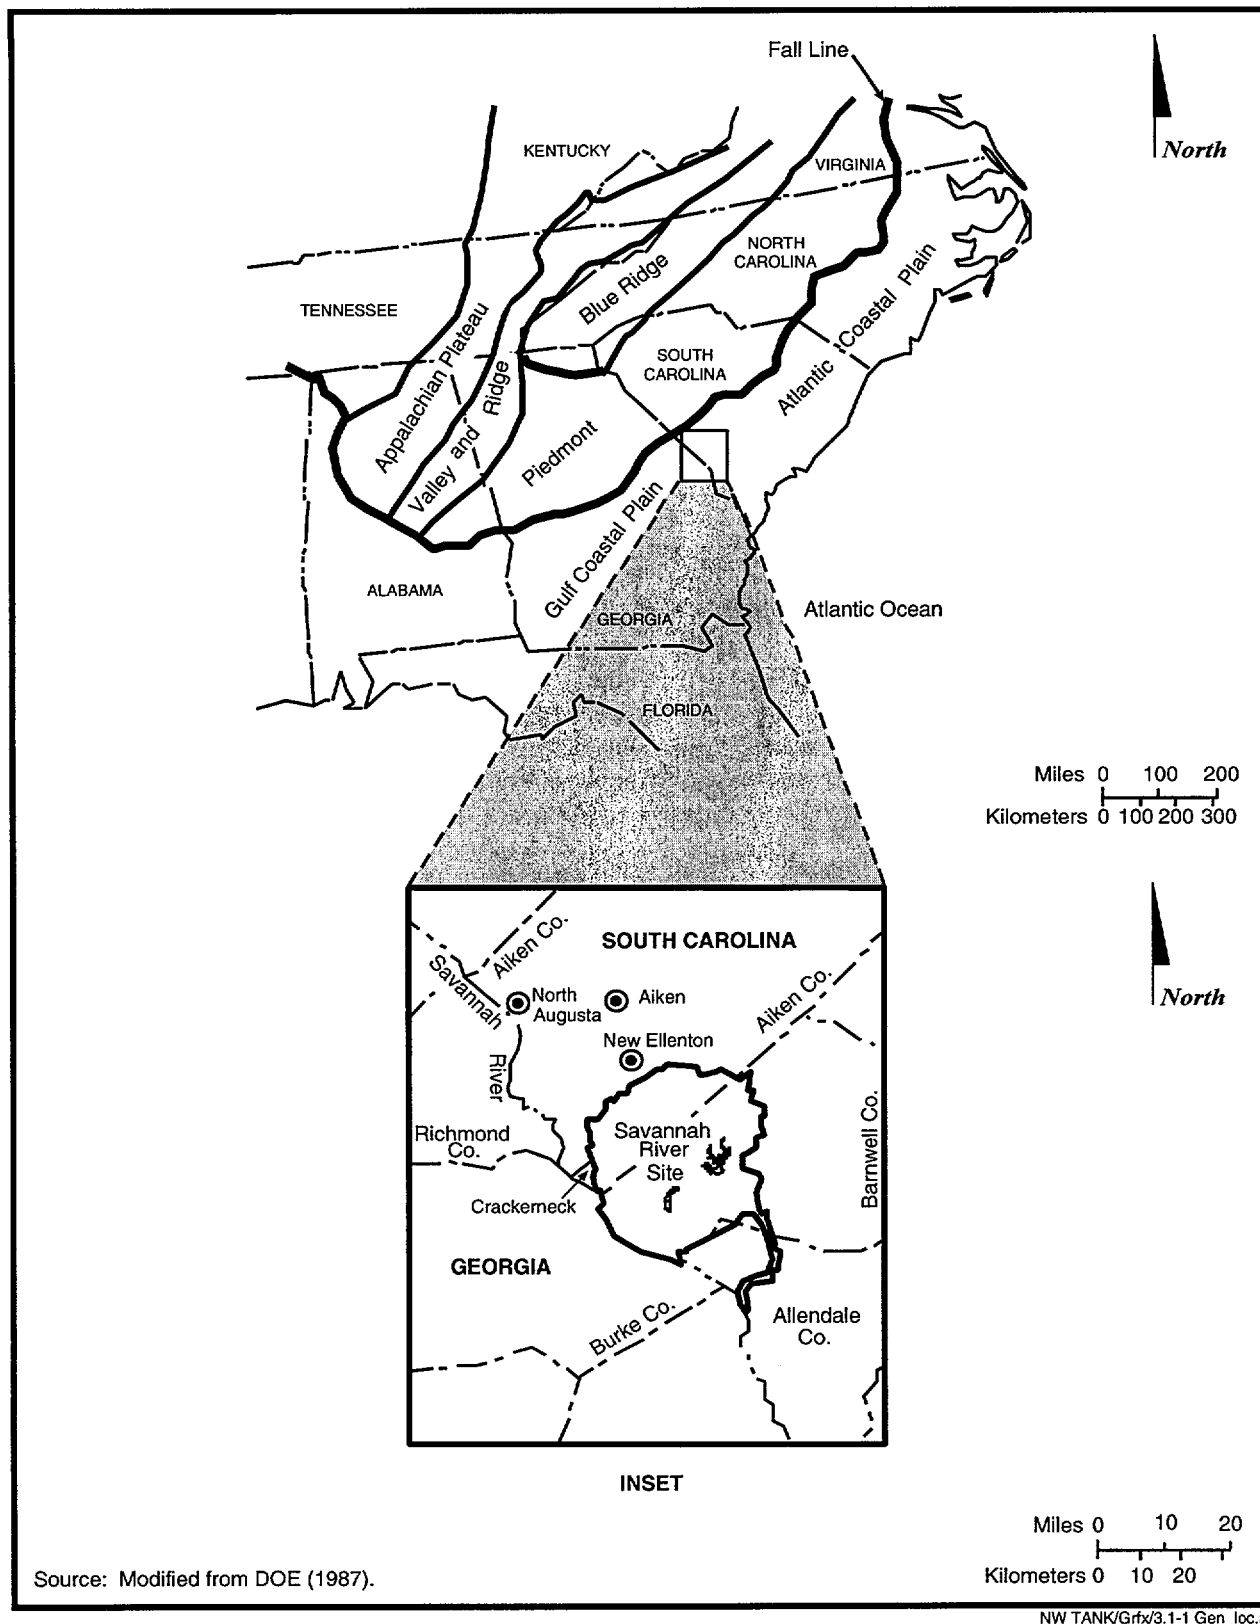 Fall Line
North
KENTUCKY
VIRGINIA
NORTH
CAROLINA
TENNESSEE
Blue Ridge
Appalachian Plateau
Valley and
Ridge
SOUTH
CAROLINA
Atlantic Coastal Plain
Piedmont
Gulf Coastal Plain
ALABAMA
GEORGIA
Atlantic Ocean
FLORIDA
Miles 0 100 200
Kilometers 0 100 200 300
North
SOUTH CAROLINA
Aiken Co.
Savannah
River
North
Augusta
Aiken
Aiken Co.
New Ellenton
Richmond
Co.
Savannah
River
Site
Barnwell Co.
Crackerneck
GEORGIA
Burke Co.
Allendale
Co.
INSET
Miles 0 10 20
Kilometers 0 10 20
Source: Modified from DOE (1987).
NW TANK/Grfx/3.1-1 Gen_loc.